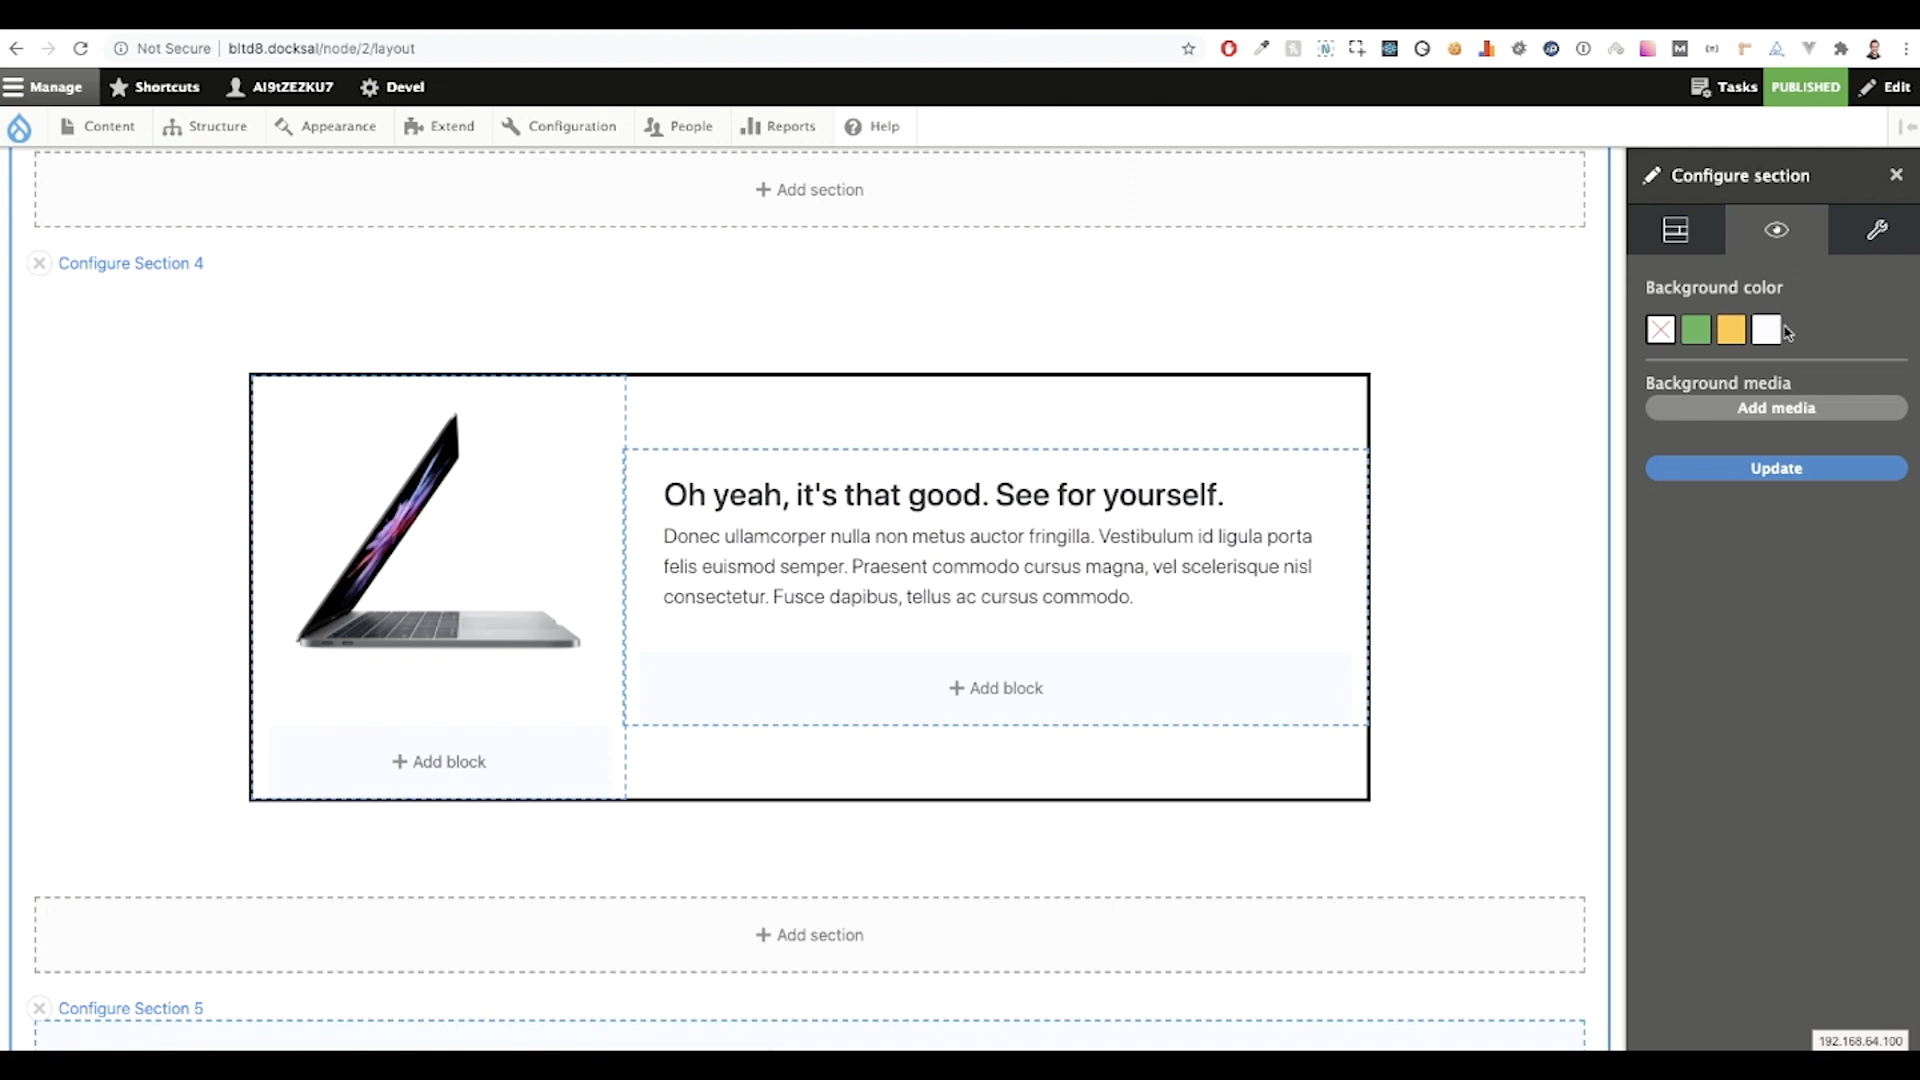 Not Secure | bltd8.docksal/node/2/layout
Manage Shortcuts AI9tZEZKU7 Devel Tasks PUBLISHED Edit
Content Structure Appearance Extend Configuration People Reports Help
+ Add section
Configure section
Configure Section 4
Background color
Background media
Add media
Update
Oh yeah, it's that good. See for yourself.
Donec ullamcorper nulla non metus auctor fringilla. Vestibulum id ligula porta
felis euismod semper. Praesent commodo cursus magna, vel scelerisque nisl
consectetur. Fusce dapibus, tellus ac cursus commodo.
+ Add block
+ Add block
+ Add section
Configure Section 5
192.168.64.100